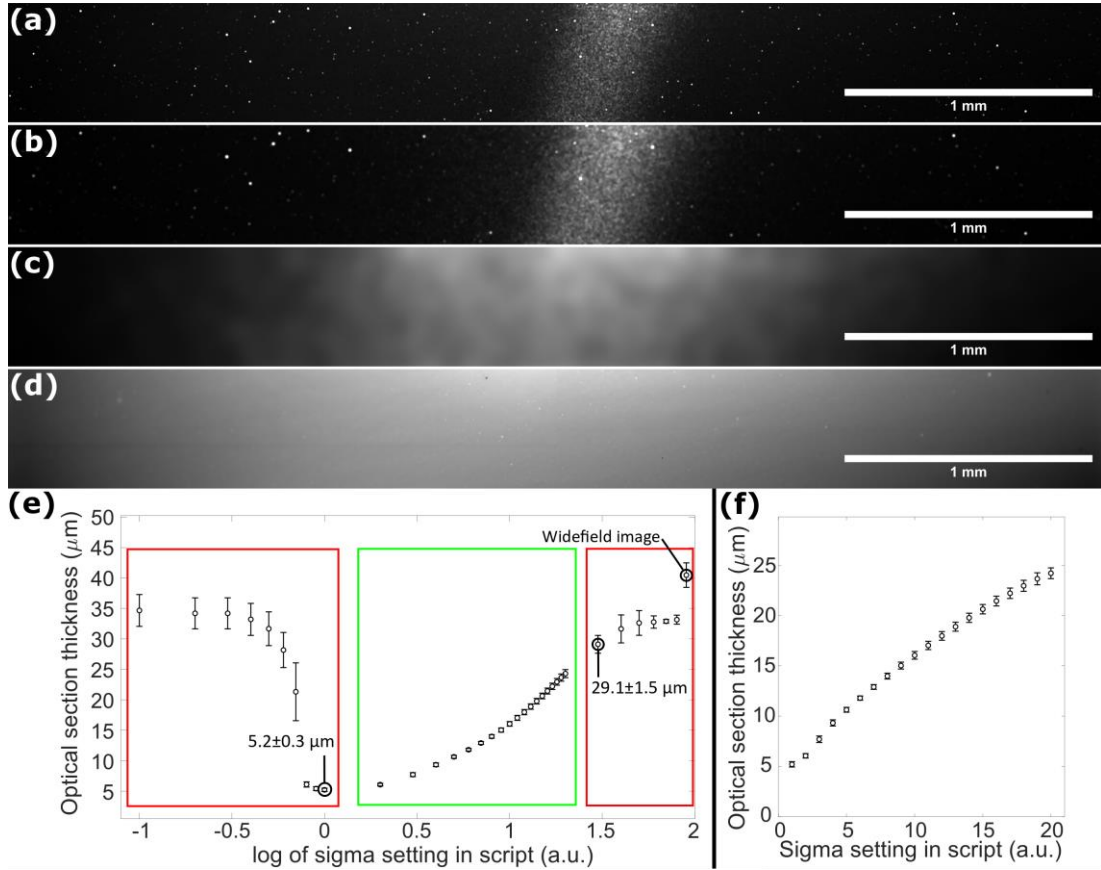 (a)
1 mm
(b)
1 mm
(c)
1 mm
(d)
1 mm
(e)
Optical section thickness (µm)
50
45
40
35
30
25
20
15
10
5
Widefield image
29.1±1.5 µm
5.2±0.3 µm
-1 -0.5 0 0.5 1 1.5 2
log of sigma setting in script (a.u.)
(f)
Optical section thickness (µm)
25
20
15
10
5
0
0 5 10 15 20
Sigma setting in script (a.u.)